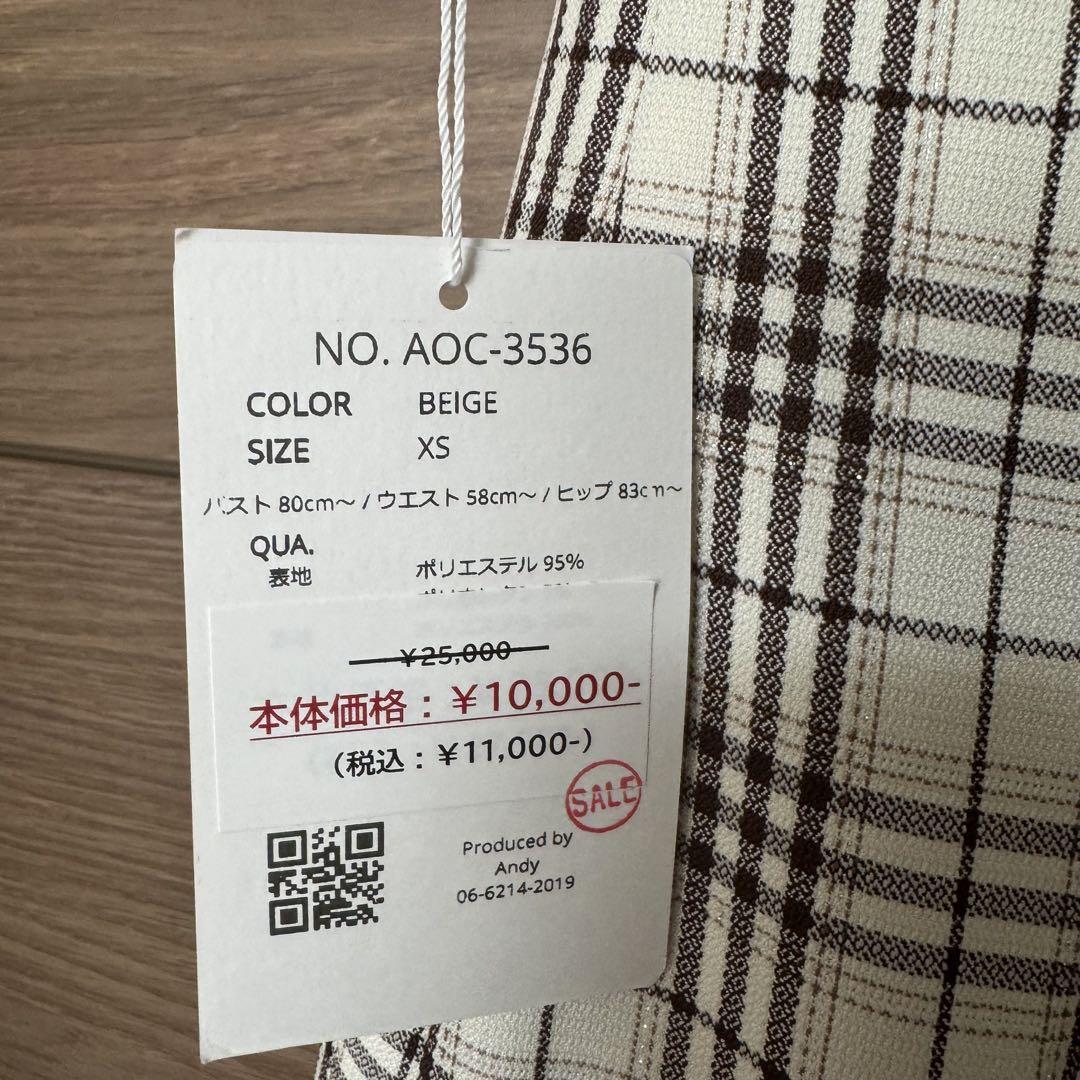 NO. AOC-3536
COLOR BEIGE
SIZE XS
バスト 80cm～ / ウエスト 58cm～ / ヒップ 83cm～
QUA.
表地 ポリエステル 95%
¥25,000
本体価格：¥10,000-
（税込：¥11,000-）
SALE
Produced by
Andy
06-6214-2019